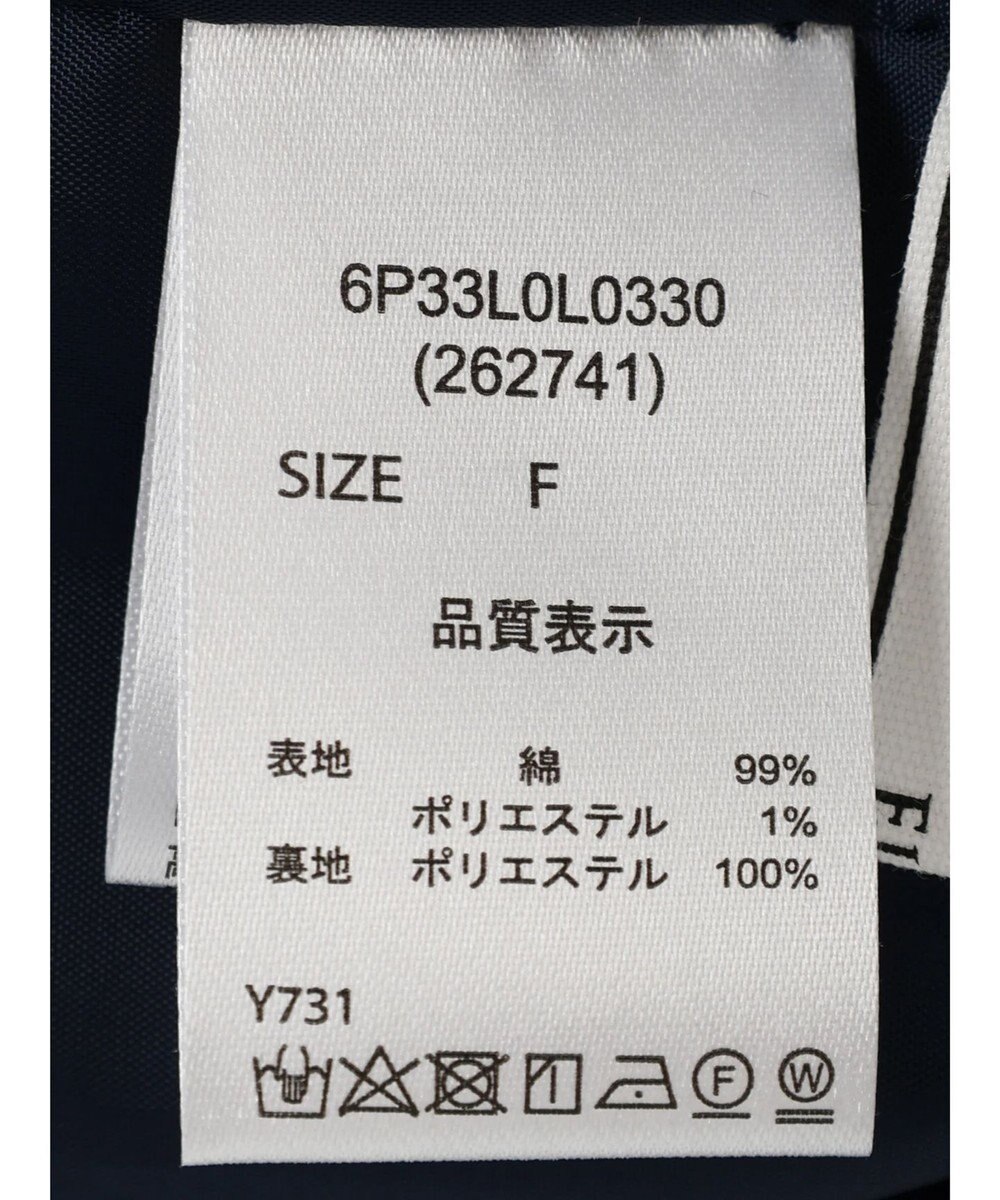 6P33L0L0330
(262741)
SIZE F
品質表示
表地 綿 99%
ポリエステル 1%
裏地 ポリエステル 100%
Y731
F W